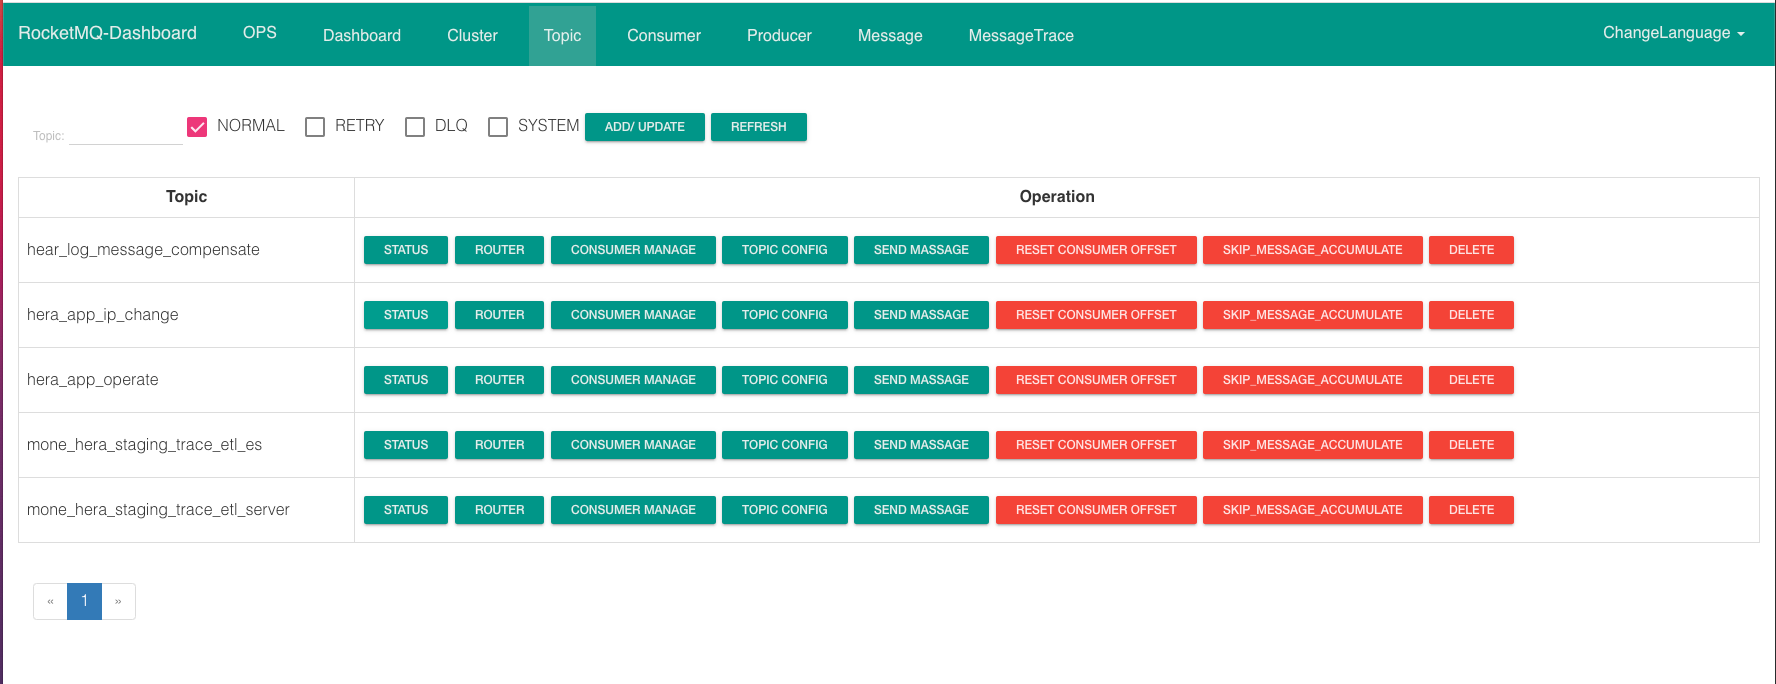 RocketMQ-Dashboard OPS Dashboard Cluster Topic Consumer Producer Message MessageTrace ChangeLanguage
Topic: NORMAL RETRY DLQ SYSTEM ADD/ UPDATE REFRESH
Topic Operation
hear_log_message_compensate STATUS ROUTER CONSUMER MANAGE TOPIC CONFIG SEND MASSAGE RESET CONSUMER OFFSET SKIP_MESSAGE_ACCUMULATE DELETE
hera_app_ip_change STATUS ROUTER CONSUMER MANAGE TOPIC CONFIG SEND MASSAGE RESET CONSUMER OFFSET SKIP_MESSAGE_ACCUMULATE DELETE
hera_app_operate STATUS ROUTER CONSUMER MANAGE TOPIC CONFIG SEND MASSAGE RESET CONSUMER OFFSET SKIP_MESSAGE_ACCUMULATE DELETE
mone_hera_staging_trace_etl_es STATUS ROUTER CONSUMER MANAGE TOPIC CONFIG SEND MASSAGE RESET CONSUMER OFFSET SKIP_MESSAGE_ACCUMULATE DELETE
mone_hera_staging_trace_etl_server STATUS ROUTER CONSUMER MANAGE TOPIC CONFIG SEND MASSAGE RESET CONSUMER OFFSET SKIP_MESSAGE_ACCUMULATE DELETE
« 1 »